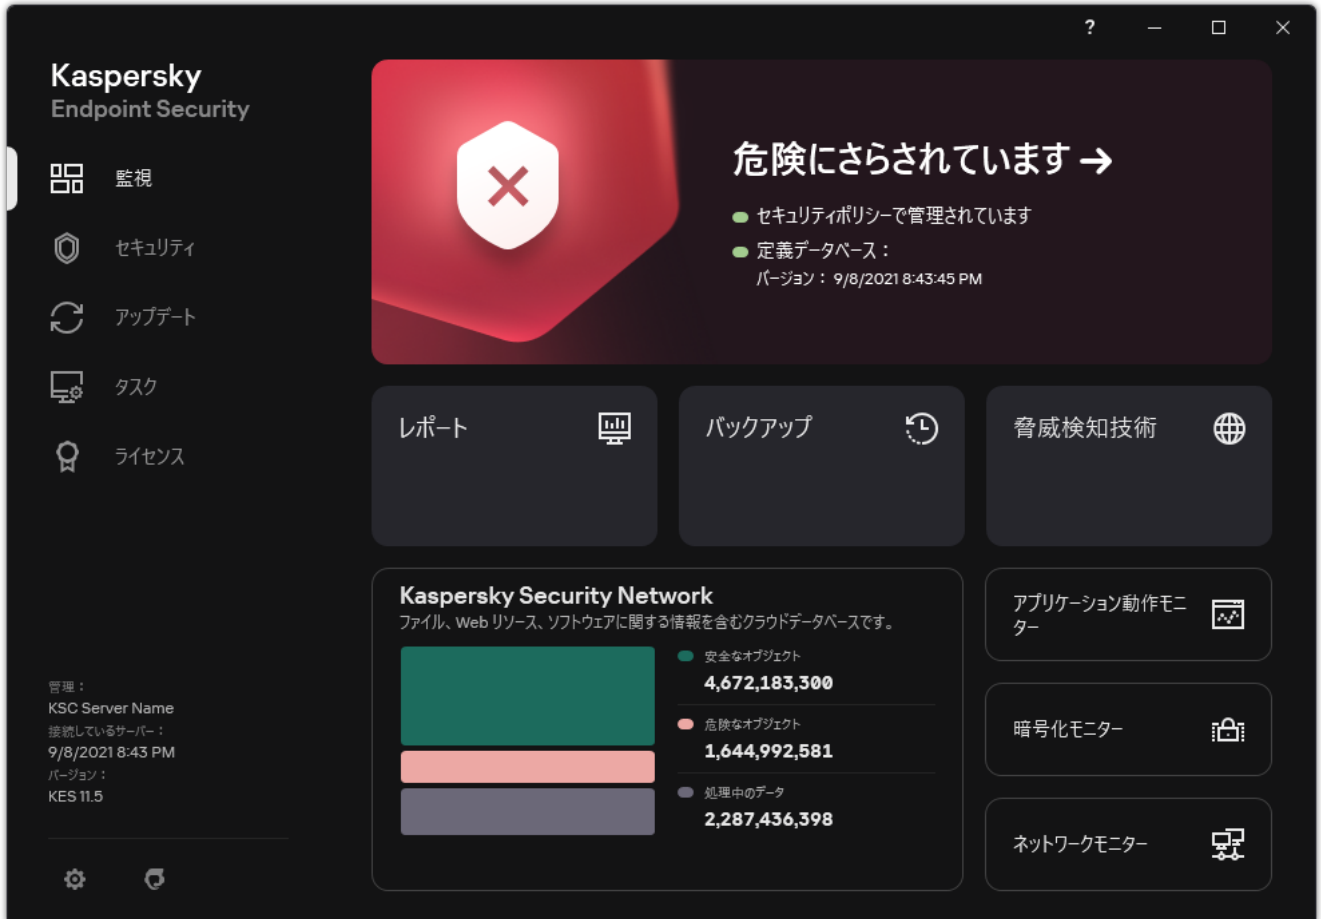 ?
Kaspersky
Endpoint Security
監視
セキュリティ
アップデート
タスク
ライセンス
管理：
KSC Server Name
接続しているサーバー：
9/8/2021 8:43 PM
バージョン：
KES 11.5
危険にさらされています →
セキュリティポリシーで管理されています
定義データベース：
バージョン： 9/8/2021 8:43:45 PM
レポート
バックアップ
脅威検知技術
Kaspersky Security Network
ファイル、Web リソース、ソフトウェアに関する情報を含むクラウドデータベースです。
安全なオブジェクト
4,672,183,300
危険なオブジェクト
1,644,992,581
処理中のデータ
2,287,436,398
アプリケーション動作モニ
ター
暗号化モニター
ネットワークモニター